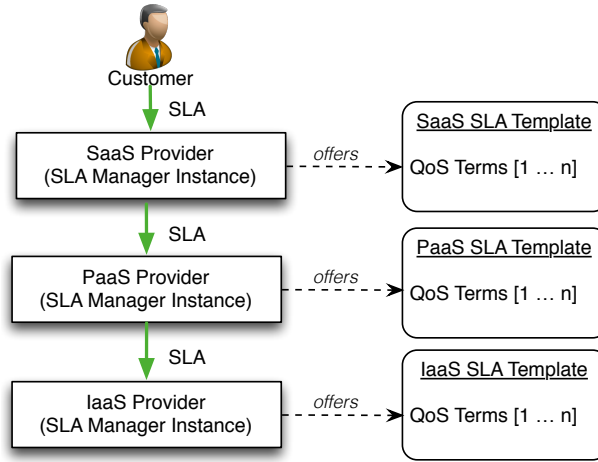 Customer
SLA
SaaS Provider
(SLA Manager Instance)
offers
SaaS SLA Template
QoS Terms [1 ... n]
SLA
PaaS Provider
(SLA Manager Instance)
offers
PaaS SLA Template
QoS Terms [1 ... n]
SLA
IaaS Provider
(SLA Manager Instance)
offers
IaaS SLA Template
QoS Terms [1 ... n]